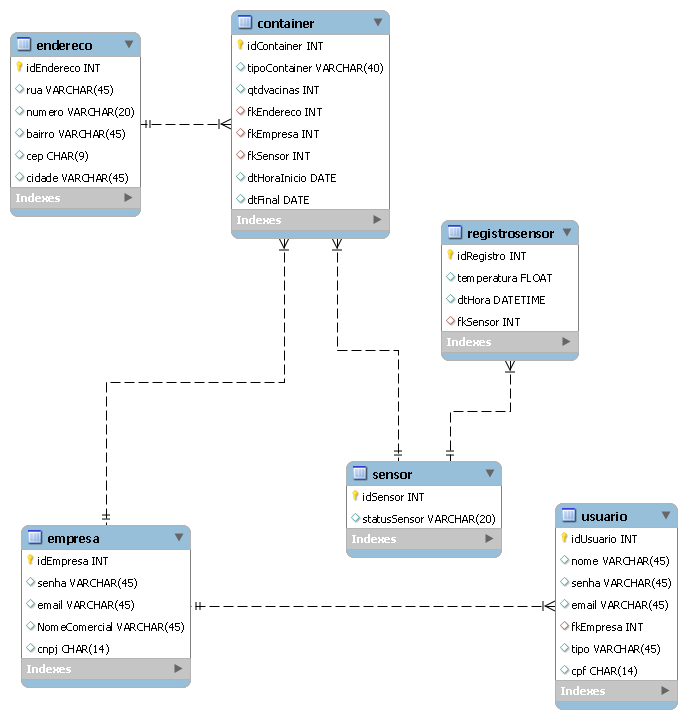 endereco
idEndereco INT
rua VARCHAR(45)
numero VARCHAR(20)
bairro VARCHAR(45)
cep CHAR(9)
cidade VARCHAR(45)
Indexes
container
idContainer INT
tipoContainer VARCHAR(40)
qtdvacinas INT
fkEndereco INT
fkEmpresa INT
fkSensor INT
dtHoraInicio DATE
dtFinal DATE
Indexes
registrosensor
idRegistro INT
temperatura FLOAT
dtHora DATETIME
fkSensor INT
Indexes
sensor
idSensor INT
statusSensor VARCHAR(20)
Indexes
empresa
idEmpresa INT
senha VARCHAR(45)
email VARCHAR(45)
NomeComercial VARCHAR(45)
cnpj CHAR(14)
Indexes
usuario
idUsuario INT
nome VARCHAR(45)
senha VARCHAR(45)
email VARCHAR(45)
fkEmpresa INT
tipo VARCHAR(45)
cpf CHAR(14)
Indexes